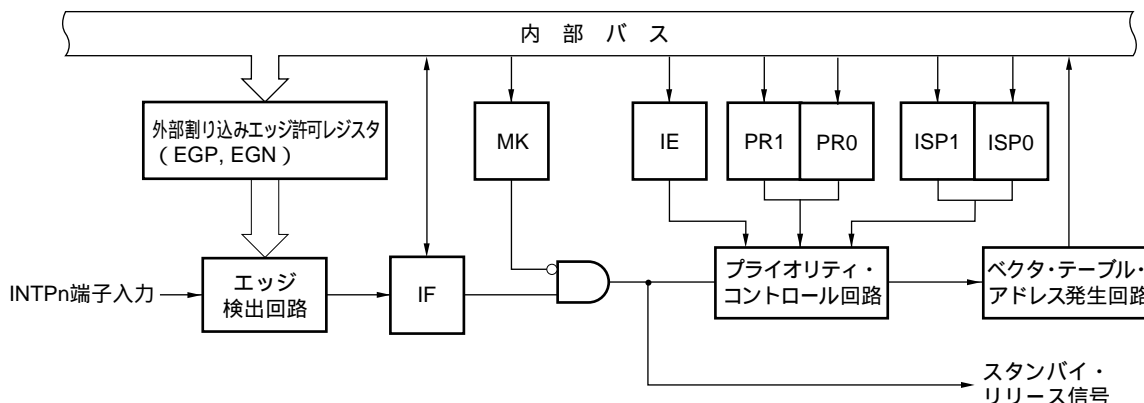 内 部 バ ス
外部割り込みエッジ許可レジスタ
( EGP, EGN )
MK
IE
PR1
PR0
ISP1
ISP0
INTPn端子入力
エッジ
検出回路
IF
プライオリティ・
コントロール回路
ベクタ・テーブル・
アドレス発生回路
スタンバイ・
リリース信号